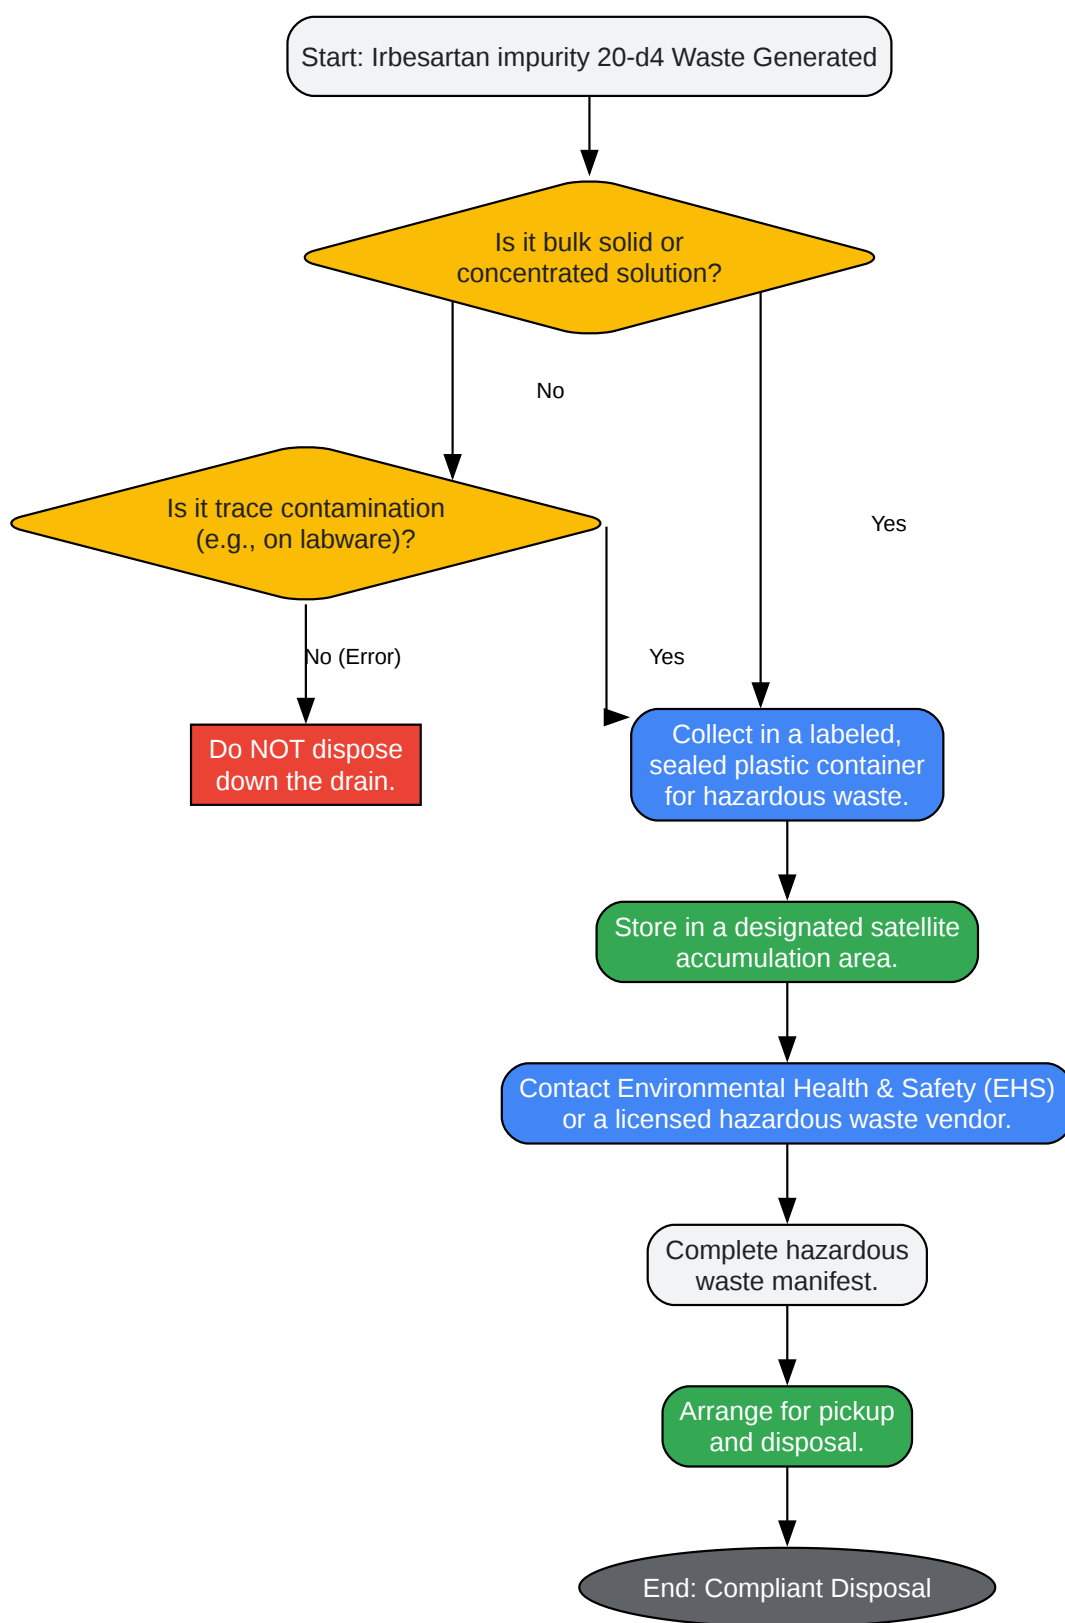 Start: Irbesartan impurity 20-d4 Waste Generated
Is it bulk solid or
concentrated solution?
No
Is it trace contamination
(e.g., on labware)?
Yes
No (Error)
Yes
Do NOT dispose
down the drain.
Collect in a labeled,
sealed plastic container
for hazardous waste.
Store in a designated satellite
accumulation area.
Contact Environmental Health & Safety (EHS)
or a licensed hazardous waste vendor.
Complete hazardous
waste manifest.
Arrange for pickup
and disposal.
End: Compliant Disposal